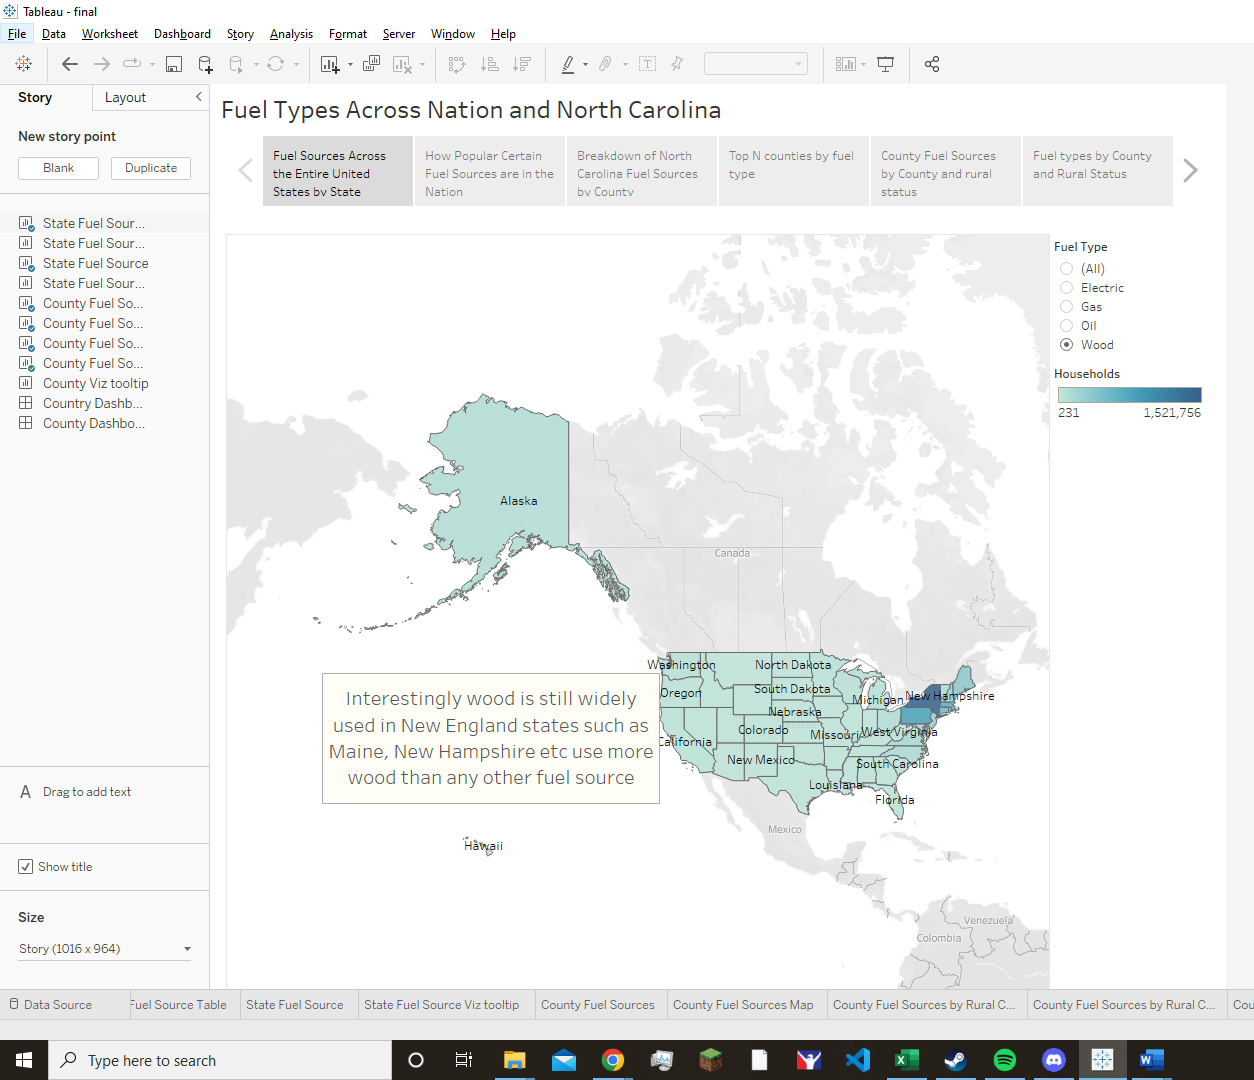 Tableau - final
File Data Worksheet Dashboard Story Analysis Format Server Window Help
Story Layout
New story point
Blank Duplicate
State Fuel Sour...
State Fuel Sour...
State Fuel Source
State Fuel Sour...
County Fuel So...
County Fuel So...
County Fuel So...
County Fuel So...
County Viz tooltip
Country Dashb...
County Dashbo...
A Drag to add text
Show title
Size
Story (1016 x 964)
Fuel Types Across Nation and North Carolina
Fuel Sources Across
the Entire United
States by State
How Popular Certain
Fuel Sources are in the
Nation
Breakdown of North
Carolina Fuel Sources
by County
Top N counties by fuel
type
County Fuel Sources
by County and rural
status
Fuel types by County
and Rural Status
Fuel Type
(All)
Electric
Gas
Oil
Wood
Households
231 1,521,756
Alaska
Canada
Washington North Dakota
Oregon South Dakota Michigan New Hampshire
Nebraska
California Colorado Missouri West Virginia
New Mexico South Carolina
Louisiana
Florida
Mexico
Hawaii
Venezuela
Colombia
Interestingly wood is still widely
used in New England states such as
Maine, New Hampshire etc use more
wood than any other fuel source
Data Source Fuel Source Table State Fuel Source State Fuel Source Viz tooltip County Fuel Sources County Fuel Sources Map County Fuel Sources by Rural C... County Fuel Sources by Rural C... Cou
Type here to search